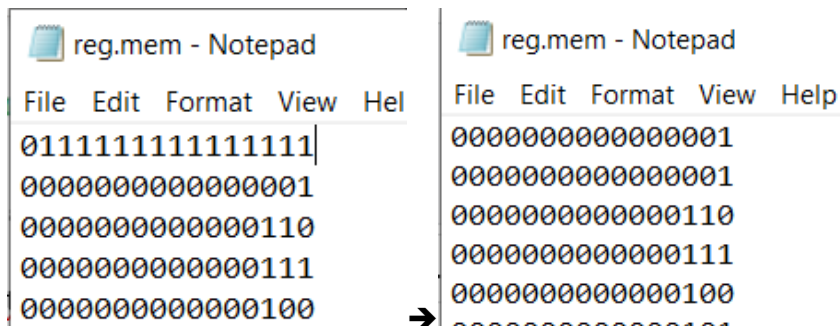 reg.mem - Notepad
File Edit Format View Hel
0111111111111111
0000000000000001
0000000000000110
0000000000000111
0000000000000100
➔
reg.mem - Notepad
File Edit Format View Help
0000000000000001
0000000000000001
0000000000000110
0000000000000111
0000000000000100